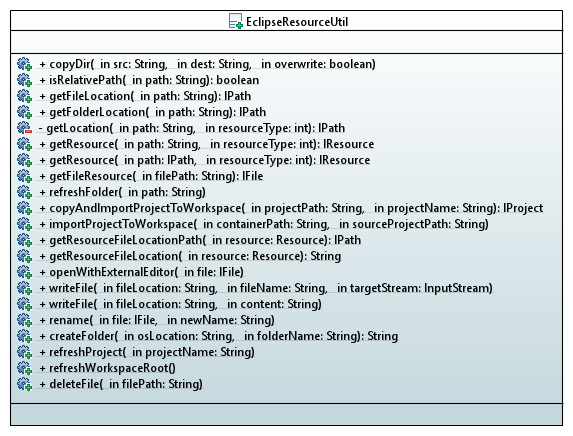 EclipseResourceUtil
+ copyDir( in src: String, in dest: String, in overwrite: boolean)
+ isRelativePath( in path: String): boolean
+ getFileLocation( in path: String): IPath
+ getFolderLocation( in path: String): IPath
- getLocation( in path: String, in resourceType: int): IPath
+ getResource( in path: String, in resourceType: int): IResource
+ getResource( in path: IPath, in resourceType: int): IResource
+ getFileResource( in filePath: String): IFile
+ refreshFolder( in path: String)
+ copyAndImportProjectToWorkspace( in projectPath: String, in projectName: String): IProject
+ importProjectToWorkspace( in containerPath: String, in sourceProjectPath: String)
+ getResourceFileLocationPath( in resource: Resource): IPath
+ getResourceFileLocation( in resource: Resource): String
+ openWithExternalEditor( in file: IFile)
+ writeFile( in fileLocation: String, in fileName: String, in targetStream: InputStream)
+ writeFile( in fileLocation: String, in content: String)
+ rename( in file: IFile, in newName: String)
+ createFolder( in osLocation: String, in folderName: String): String
+ refreshProject( in projectName: String)
+ refreshWorkspaceRoot()
+ deleteFile( in filePath: String)